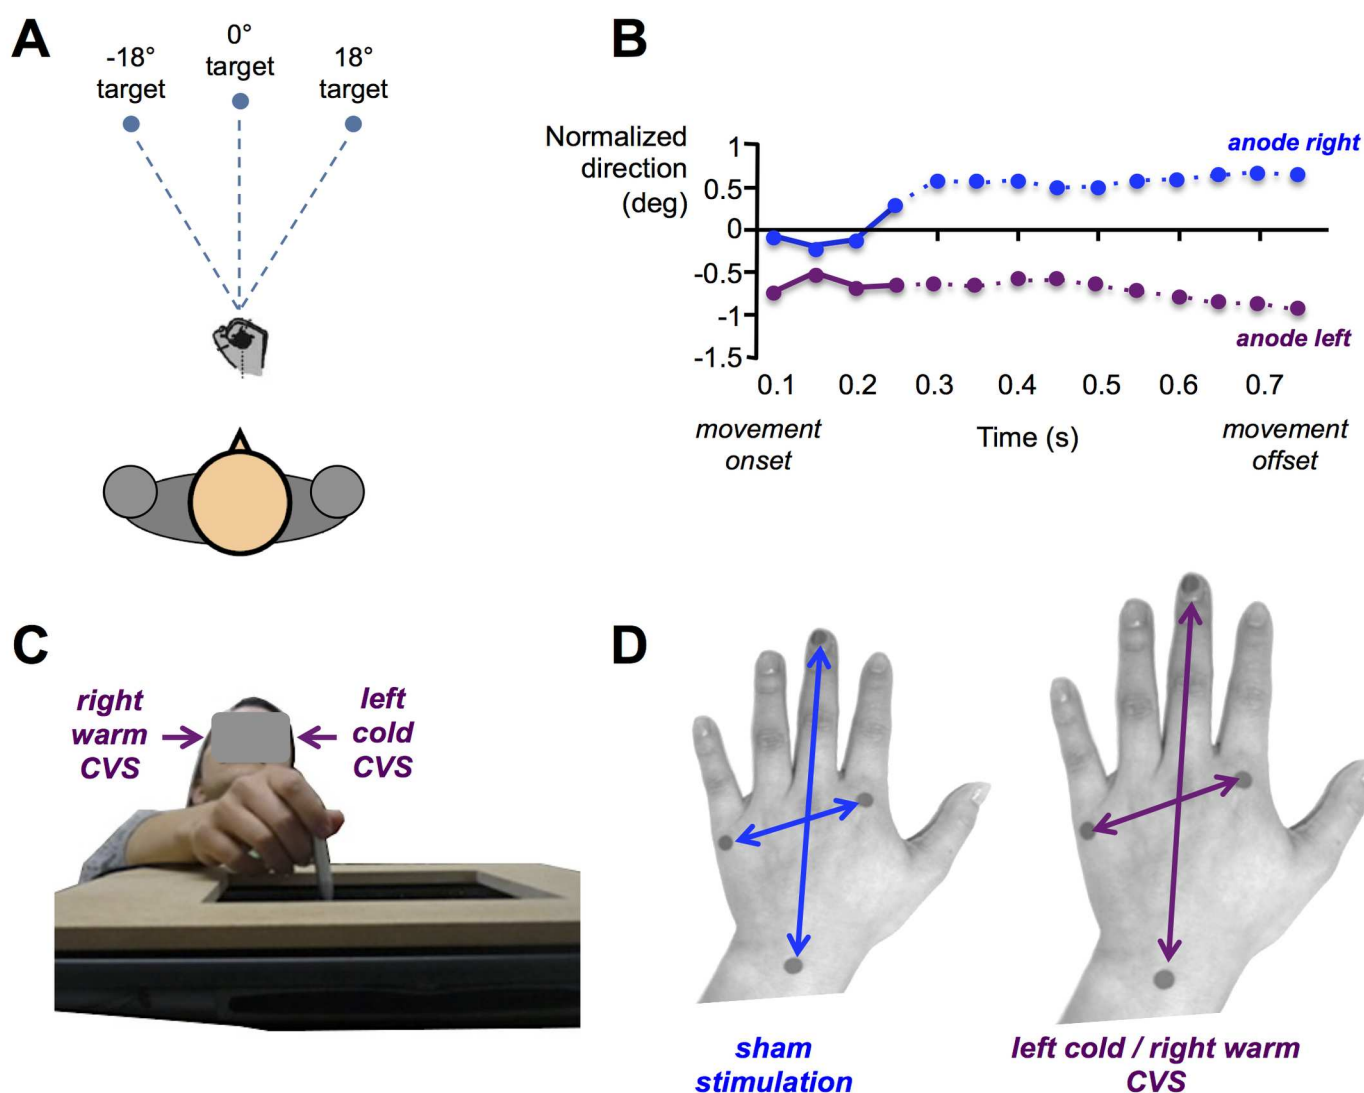 A
-18°
target
0°
target
18°
target
B
Normalized
direction
(deg)
1
0.5
0
-0.5
-1
-1.5
anode right
anode left
0.1 0.2 0.3 0.4 0.5 0.6 0.7
movement
onset
Time (s)
movement
offset
C
right
warm
CVS
left
cold
CVS
D
sham
stimulation
left cold / right warm
CVS